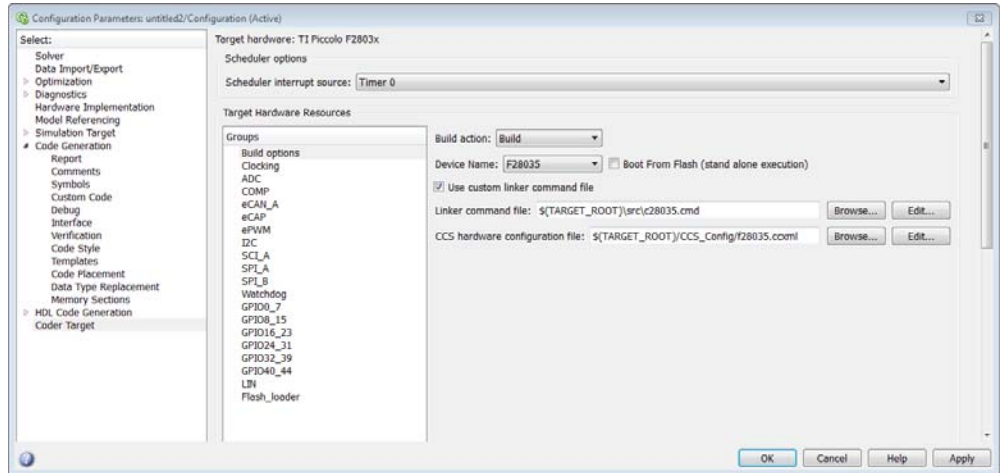 Configuration Parameters: untitled2/Configuration (Active)
Select:
Solver
Data Import/Export
Optimization
Diagnostics
Hardware Implementation
Model Referencing
Simulation Target
Code Generation
Report
Comments
Symbols
Custom Code
Debug
Interface
Verification
Code Style
Templates
Code Placement
Data Type Replacement
Memory Sections
HDL Code Generation
Coder Target
Target hardware: TI Piccolo F2803x
Scheduler options
Scheduler interrupt source: Timer 0
Target Hardware Resources
Groups
Build options
Clocking
ADC
COMP
eCAN_A
eCAP
ePWM
I2C
SCI_A
SPI_A
SPI_B
Watchdog
GPIO0_7
GPIO8_15
GPIO16_23
GPIO24_31
GPIO32_39
GPIO40_44
LIN
Flash_loader
Build action: Build
Device Name: F28035 Boot From Flash (stand alone execution)
Use custom linker command file
Linker command file: $(TARGET_ROOT)\src\c28035.cmd Browse... Edit...
CCS hardware configuration file: $(TARGET_ROOT)/CCS_Config/f28035.ccxml Browse... Edit...
OK Cancel Help Apply